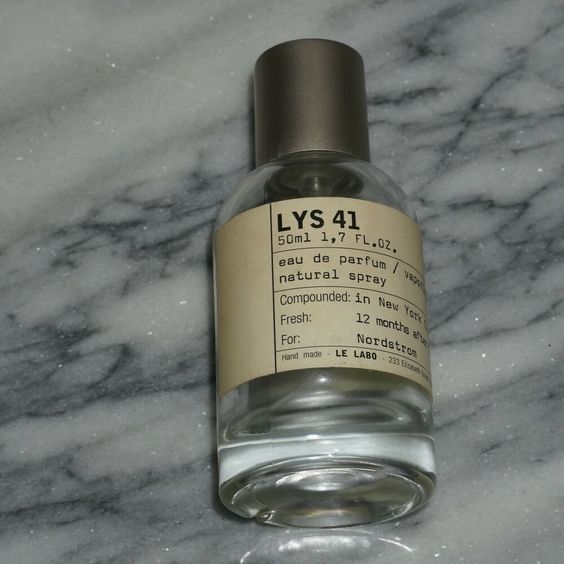 LYS 41
50ml 1,7 FL.OZ.
eau de parfum /
natural spray
Compounded: in New York
Fresh: 12 months
For: Nordstrom
Hand made - LE LABO - 233 Elizabeth